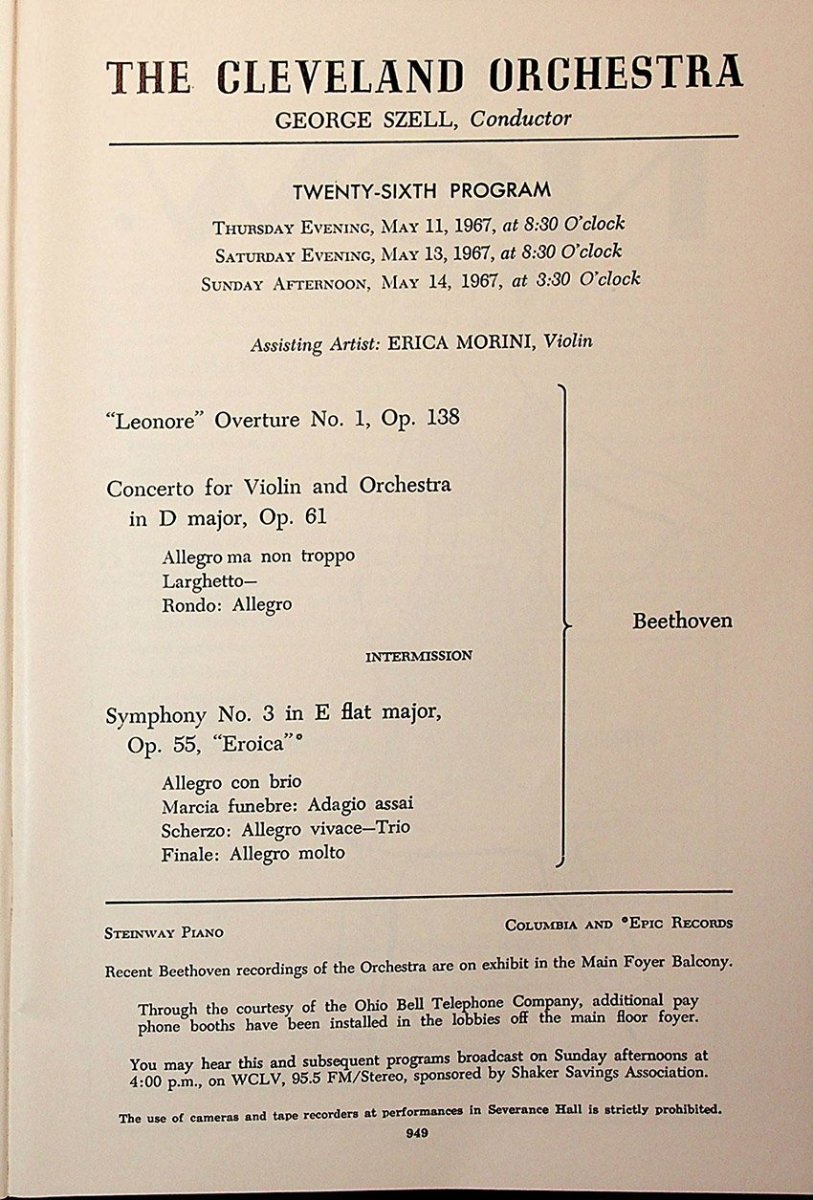 THE CLEVELAND ORCHESTRA
GEORGE SZELL, Conductor
TWENTY-SIXTH PROGRAM
THURSDAY EVENING, MAY 11, 1967, at 8:30 O'clock
SATURDAY EVENING, MAY 13, 1967, at 8:30 O'clock
SUNDAY AFTERNOON, MAY 14, 1967, at 3:30 O'clock
Assisting Artist: ERICA MORINI, Violin
"Leonore" Overture No. 1, Op. 138
Concerto for Violin and Orchestra
in D major, Op. 61
Allegro ma non troppo
Larghetto—
Rondo: Allegro
Beethoven
INTERMISSION
Symphony No. 3 in E flat major,
Op. 55, "Eroica"°
Allegro con brio
Marcia funebre: Adagio assai
Scherzo: Allegro vivace—Trio
Finale: Allegro molto
STEINWAY PIANO
COLUMBIA AND °EPIC RECORDS
Recent Beethoven recordings of the Orchestra are on exhibit in the Main Foyer Balcony.
Through the courtesy of the Ohio Bell Telephone Company, additional pay
phone booths have been installed in the lobbies off the main floor foyer.
You may hear this and subsequent programs broadcast on Sunday afternoons at
4:00 p.m., on WCLV, 95.5 FM/Stereo, sponsored by Shaker Savings Association.
The use of cameras and tape recorders at performances in Severance Hall is strictly prohibited.
949